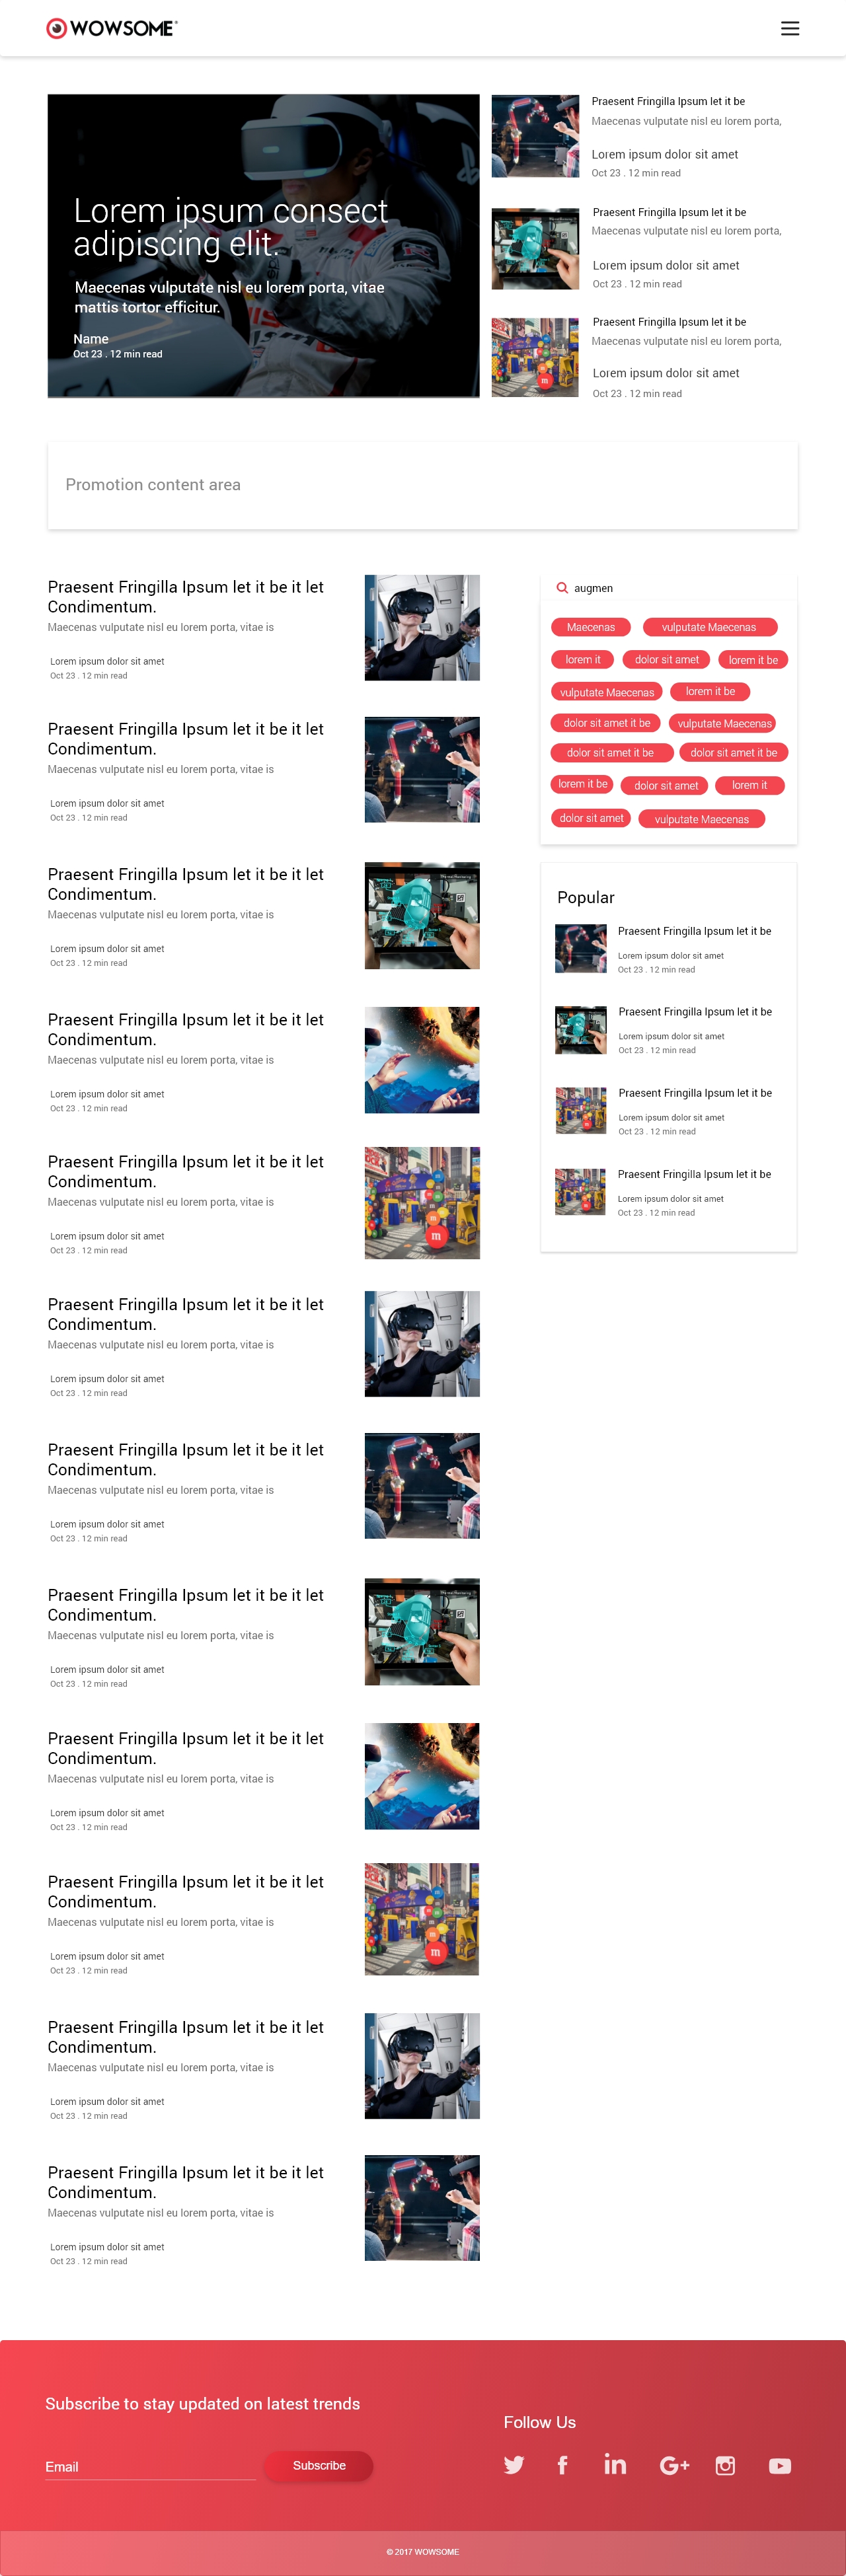 WOWSOME
Lorem ipsum consect
adipiscing elit.
Maecenas vulputate nisl eu lorem porta, vitae
mattis tortor efficitur.
Name
Oct 23 . 12 min read
Praesent Fringilla Ipsum let it be
Maecenas vulputate nisl eu lorem porta,
Lorem ipsum dolor sit amet
Oct 23 . 12 min read
Praesent Fringilla Ipsum let it be
Maecenas vulputate nisl eu lorem porta,
Lorem ipsum dolor sit amet
Oct 23 . 12 min read
Praesent Fringilla Ipsum let it be
Maecenas vulputate nisl eu lorem porta,
Lorem ipsum dolor sit amet
Oct 23 . 12 min read
Promotion content area
Praesent Fringilla Ipsum let it be it let
Condimentum.
Maecenas vulputate nisl eu lorem porta, vitae is
Lorem ipsum dolor sit amet
Oct 23 . 12 min read
Praesent Fringilla Ipsum let it be it let
Condimentum.
Maecenas vulputate nisl eu lorem porta, vitae is
Lorem ipsum dolor sit amet
Oct 23 . 12 min read
Praesent Fringilla Ipsum let it be it let
Condimentum.
Maecenas vulputate nisl eu lorem porta, vitae is
Lorem ipsum dolor sit amet
Oct 23 . 12 min read
Praesent Fringilla Ipsum let it be it let
Condimentum.
Maecenas vulputate nisl eu lorem porta, vitae is
Lorem ipsum dolor sit amet
Oct 23 . 12 min read
Praesent Fringilla Ipsum let it be it let
Condimentum.
Maecenas vulputate nisl eu lorem porta, vitae is
Lorem ipsum dolor sit amet
Oct 23 . 12 min read
Praesent Fringilla Ipsum let it be it let
Condimentum.
Maecenas vulputate nisl eu lorem porta, vitae is
Lorem ipsum dolor sit amet
Oct 23 . 12 min read
Praesent Fringilla Ipsum let it be it let
Condimentum.
Maecenas vulputate nisl eu lorem porta, vitae is
Lorem ipsum dolor sit amet
Oct 23 . 12 min read
Praesent Fringilla Ipsum let it be it let
Condimentum.
Maecenas vulputate nisl eu lorem porta, vitae is
Lorem ipsum dolor sit amet
Oct 23 . 12 min read
Praesent Fringilla Ipsum let it be it let
Condimentum.
Maecenas vulputate nisl eu lorem porta, vitae is
Lorem ipsum dolor sit amet
Oct 23 . 12 min read
Praesent Fringilla Ipsum let it be it let
Condimentum.
Maecenas vulputate nisl eu lorem porta, vitae is
Lorem ipsum dolor sit amet
Oct 23 . 12 min read
Praesent Fringilla Ipsum let it be it let
Condimentum.
Maecenas vulputate nisl eu lorem porta, vitae is
Lorem ipsum dolor sit amet
Oct 23 . 12 min read
Praesent Fringilla Ipsum let it be it let
Condimentum.
Maecenas vulputate nisl eu lorem porta, vitae is
Lorem ipsum dolor sit amet
Oct 23 . 12 min read
augmen
Maecenas vulputate Maecenas
lorem it dolor sit amet lorem it be
vulputate Maecenas lorem it be
dolor sit amet it be vulputate Maecenas
dolor sit amet it be dolor sit amet it be
lorem it be dolor sit amet lorem it
dolor sit amet vulputate Maecenas
Popular
Praesent Fringilla Ipsum let it be
Lorem ipsum dolor sit amet
Oct 23 . 12 min read
Praesent Fringilla Ipsum let it be
Lorem ipsum dolor sit amet
Oct 23 . 12 min read
Praesent Fringilla Ipsum let it be
Lorem ipsum dolor sit amet
Oct 23 . 12 min read
Praesent Fringilla Ipsum let it be
Lorem ipsum dolor sit amet
Oct 23 . 12 min read
Subscribe to stay updated on latest trends
Email
Subscribe
Follow Us
© 2017 WOWSOME